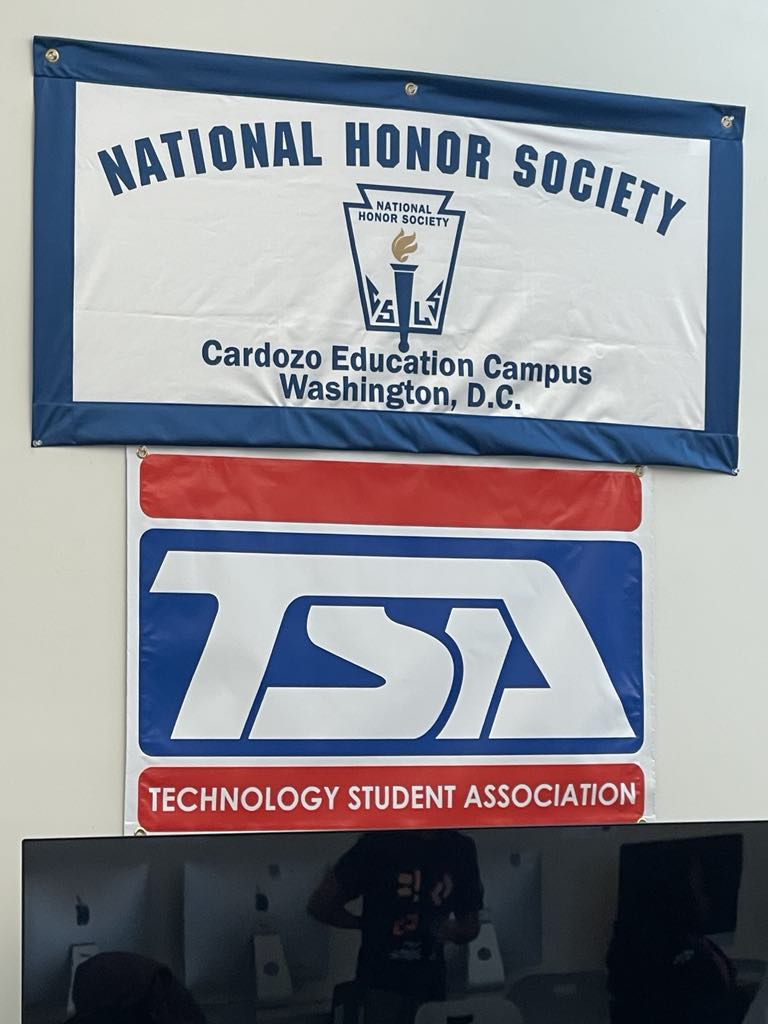 NATIONAL HONOR SOCIETY
NATIONAL
HONOR SOCIETY
C S L S
Cardozo Education Campus
Washington, D.C.
TSA
TECHNOLOGY STUDENT ASSOCIATION